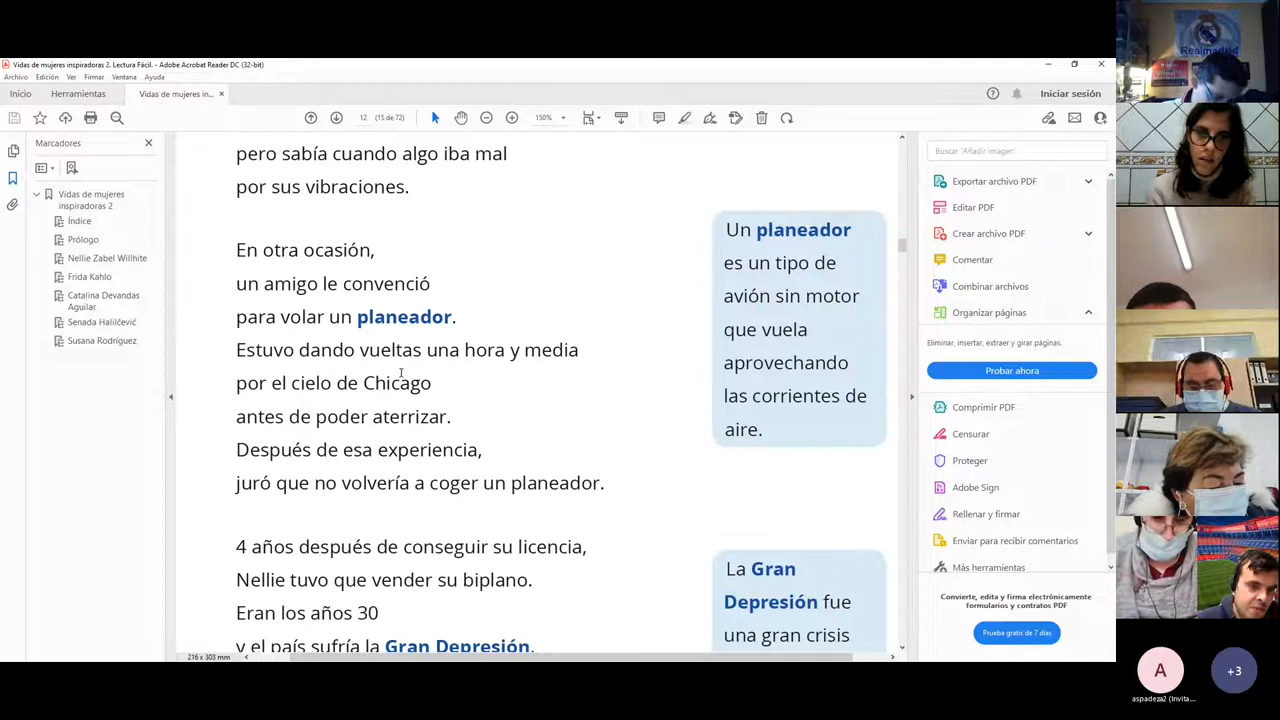 Vidas de mujeres inspiradoras 2. Lectura Fácil. - Adobe Acrobat Reader DC (32-bit)
Archivo Edición Ver Firmar Ventana Ayuda
Inicio Herramientas Vidas de mujeres in... × Iniciar sesión
12 (15 de 72) 150%
Marcadores
Vidas de mujeres
inspiradoras 2
Índice
Prólogo
Nellie Zabel Willhite
Frida Kahlo
Catalina Devandas
Aguilar
Senada Halilčević
Susana Rodríguez
pero sabía cuando algo iba mal
por sus vibraciones.
En otra ocasión,
un amigo le convenció
para volar un planeador.
Estuvo dando vueltas una hora y media
por el cielo de Chicago
antes de poder aterrizar.
Después de esa experiencia,
juró que no volvería a coger un planeador.
4 años después de conseguir su licencia,
Nellie tuvo que vender su biplano.
Eran los años 30
y el país sufría la Gran Depresión.
Un planeador
es un tipo de
avión sin motor
que vuela
aprovechando
las corrientes de
aire.
La Gran
Depresión fue
una gran crisis
216 x 303 mm
Buscar 'Añadir imagen'
Exportar archivo PDF
Editar PDF
Crear archivo PDF
Comentar
Combinar archivos
Organizar páginas
Eliminar, insertar, extraer y girar páginas.
Probar ahora
Comprimir PDF
Censurar
Proteger
Adobe Sign
Rellenar y firmar
Enviar para recibir comentarios
Más herramientas
Convierte, edita y firma electrónicamente
formularios y contratos PDF
Prueba gratis de 7 días
Realmadrid
A
aspadeza2 (Invita...
+3